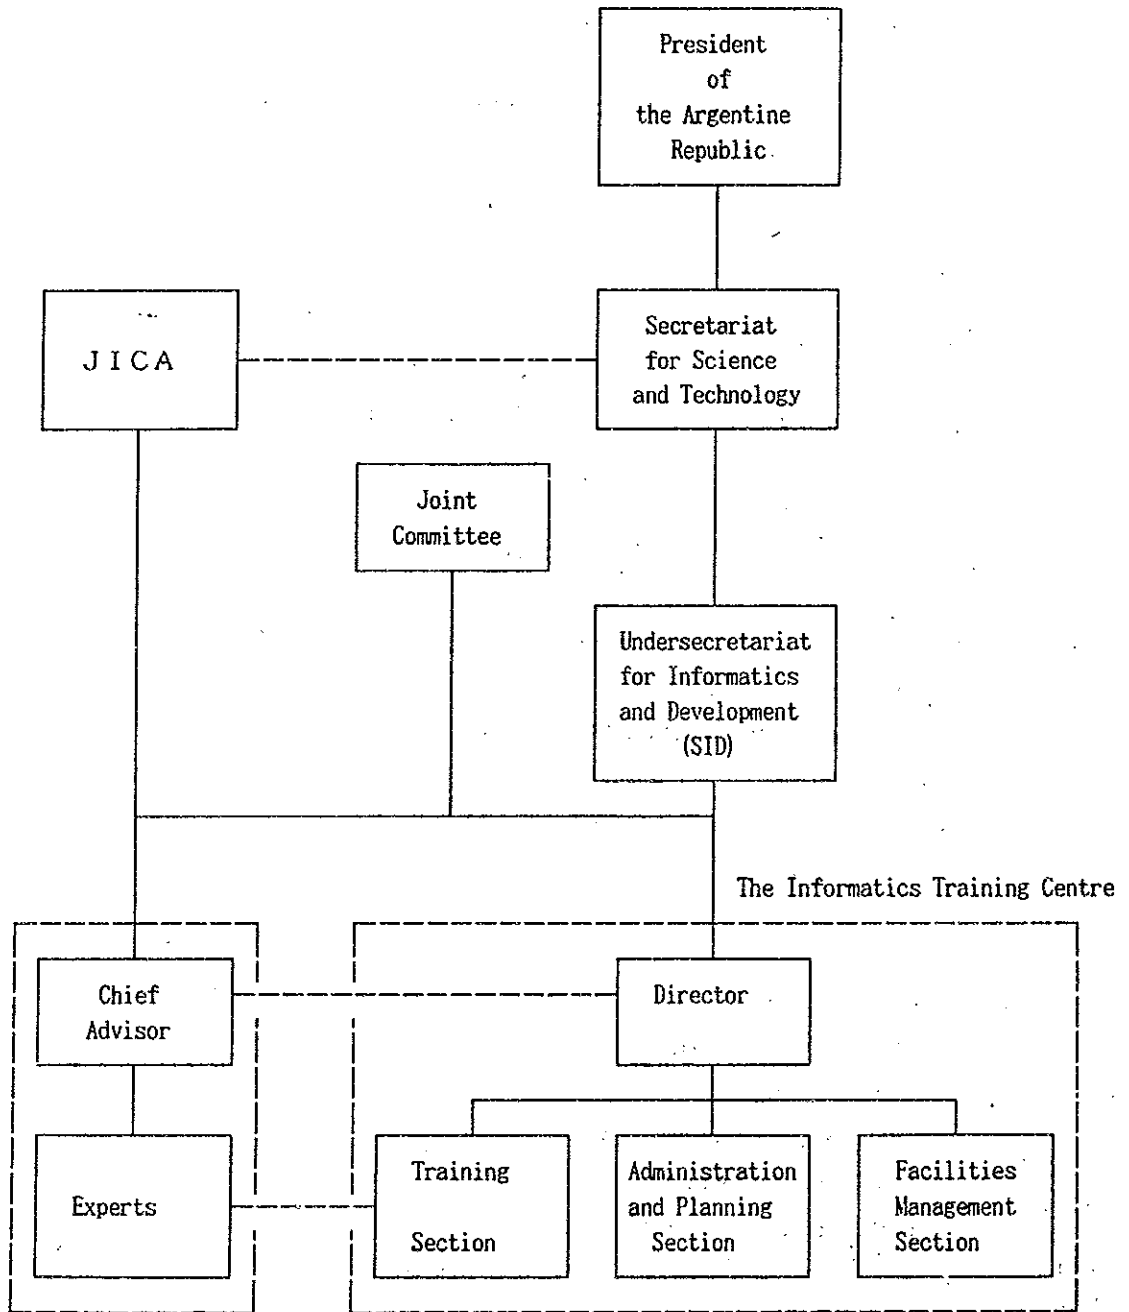 President
of
the Argentine
Republic
JICA
Secretariat
for Science
and Technology
Joint
Committee
Undersecretariat
for Informatics
and Development
(SID)
The Informatics Training Centre
Chief
Advisor
Director
Experts
Training
Section
Administration
and Planning
Section
Facilities
Management
Section